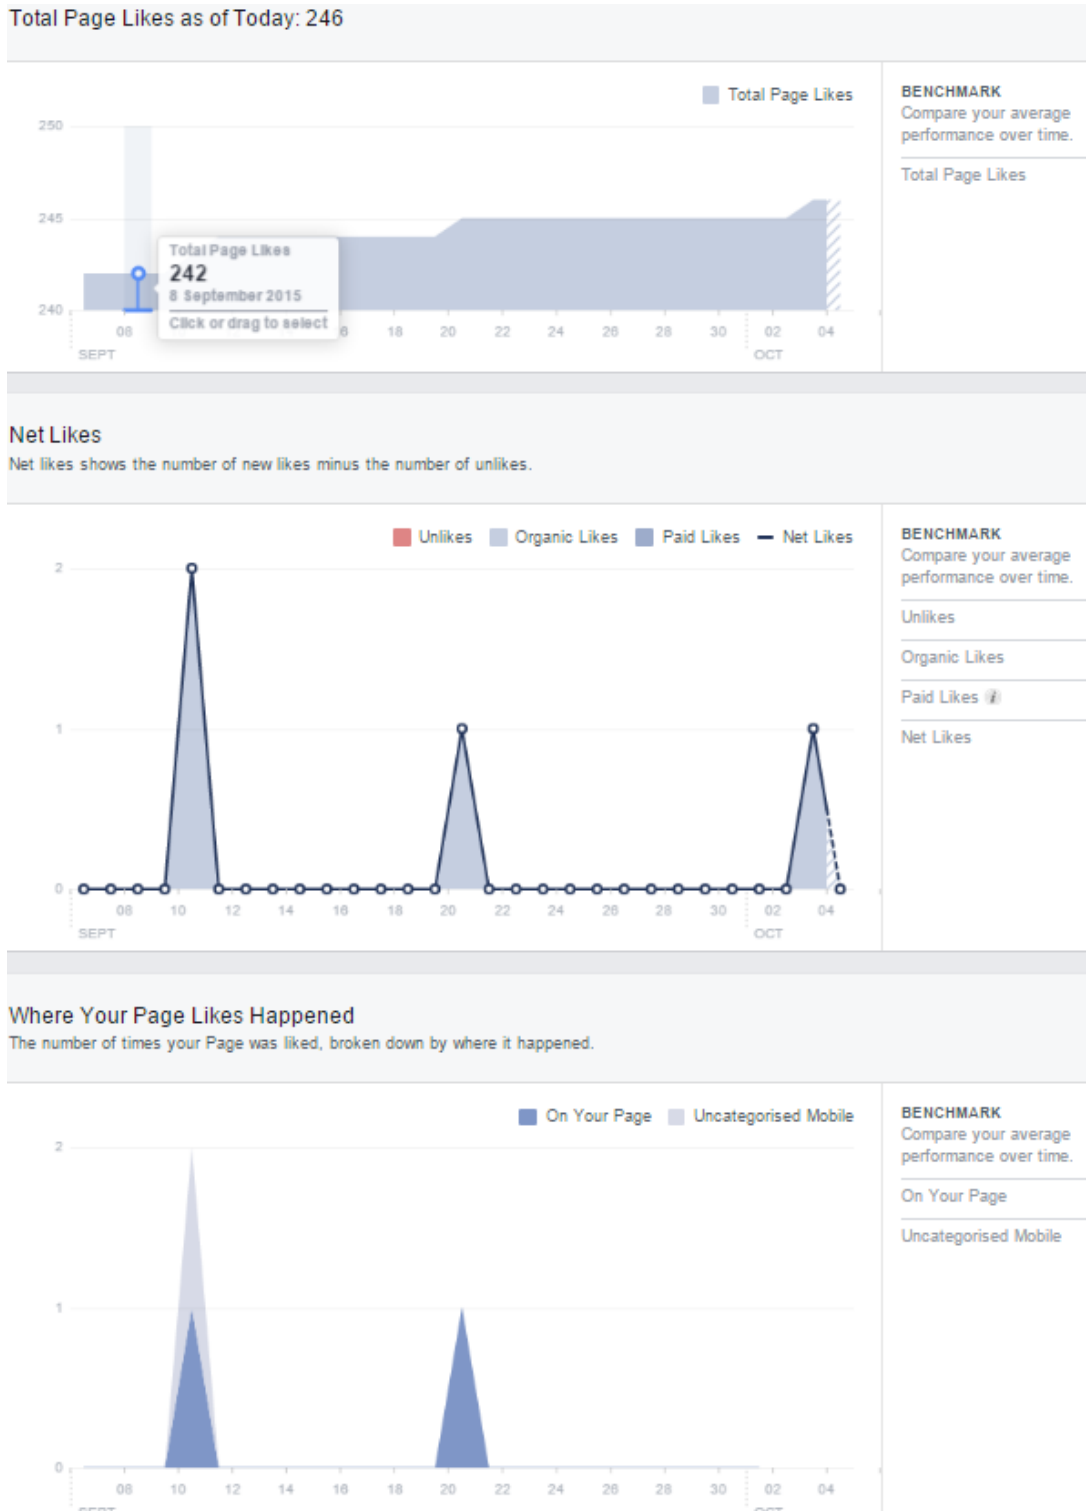 Total Page Likes as of Today: 246
Total Page Likes
BENCHMARK
Compare your average
performance over time.
Total Page Likes
250
245
240
Total Page Likes
242
8 September 2015
Click or drag to select
08 6 18 20 22 24 26 28 30 02 04
SEPT OCT
Net Likes
Net likes shows the number of new likes minus the number of unlikes.
Unlikes Organic Likes Paid Likes Net Likes
BENCHMARK
Compare your average
performance over time.
Unlikes
Organic Likes
Paid Likes i
Net Likes
2
1
0
08 10 12 14 16 18 20 22 24 26 28 30 02 04
SEPT OCT
Where Your Page Likes Happened
The number of times your Page was liked, broken down by where it happened.
On Your Page Uncategorised Mobile
BENCHMARK
Compare your average
performance over time.
On Your Page
Uncategorised Mobile
2
1
0
08 10 12 14 16 18 20 22 24 26 28 30 02 04
SEPT OCT